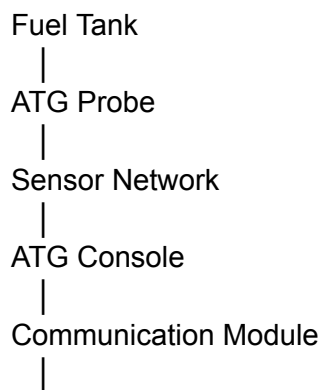 Fuel Tank
ATG Probe
Sensor Network
ATG Console
Communication Module